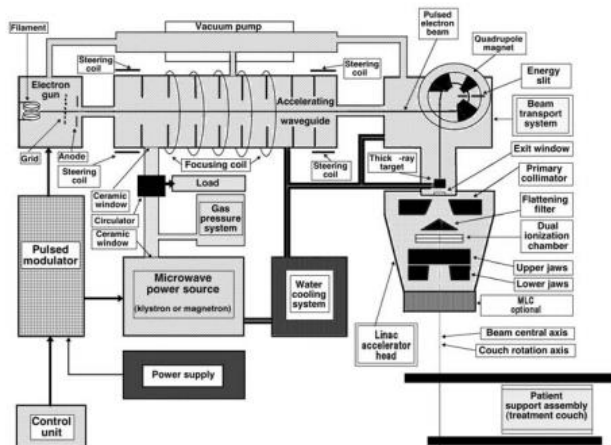 Vacuum pump
Filament
Steering
coil
Steering
coil
Pulsed
electron
beam
Quadrupole
magnet
Electron
gun
Energy
slit
Accelerating
waveguide
Beam
transport
system
Grid
Anode
Steering
coil
Focusing coil
Steering
coil
Thick -ray
target
Exit window
Primary
collimator
Ceramic
window
Load
Circulator
Gas
pressure
system
Flattening
filter
Ceramic
window
Dual
ionization
chamber
Pulsed
modulator
Microwave
power source
(klystron or magnetron)
Water
cooling
system
Upper jaws
Lower jaws
MLC
optional
Linac
accelerator
head
Beam central axis
Couch rotation axis
Power supply
Patient
support assembly
(treatment couch)
Control
unit